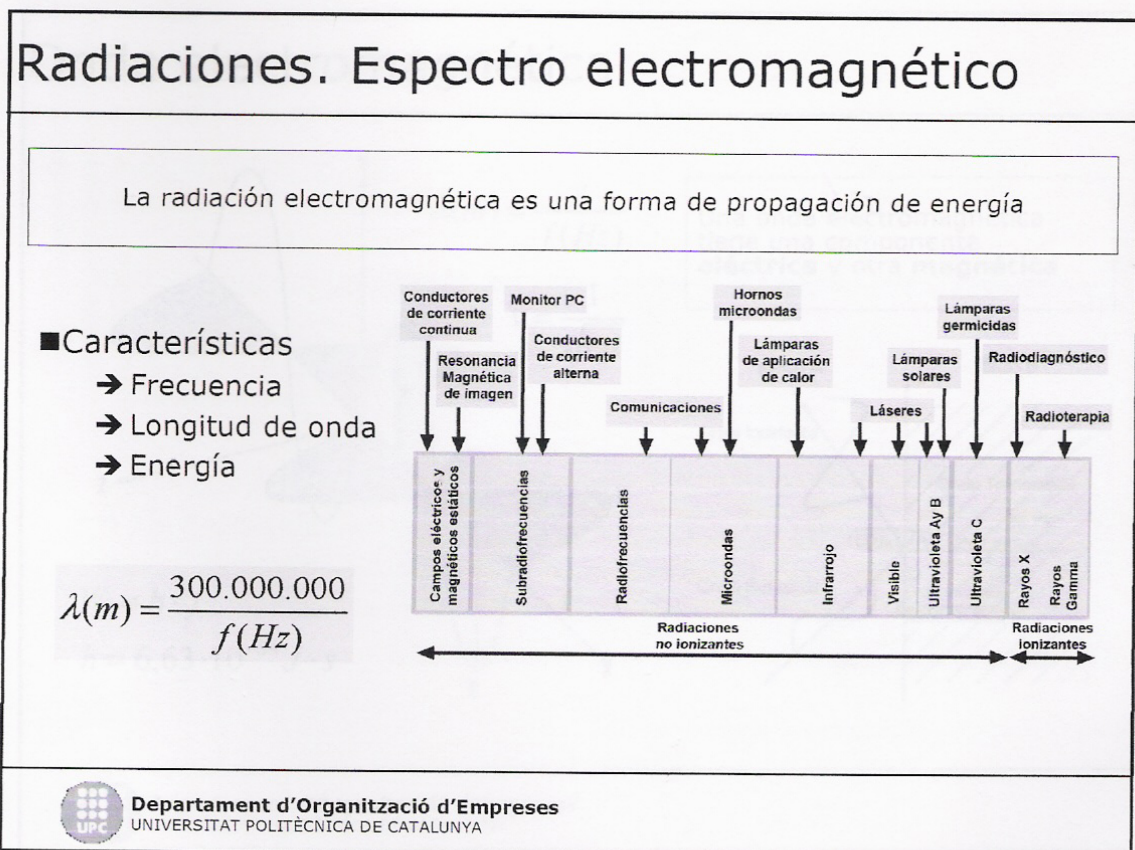 Radiaciones. Espectro electromagnético
La radiación electromagnética es una forma de propagación de energía
■Características
➔ Frecuencia
➔ Longitud de onda
➔ Energía
λ(m) = 300.000.000 / f(Hz)
Conductores
de corriente
continua
Resonancia
Magnética
de imagen
Monitor PC
Conductores
de corriente
alterna
Comunicaciones
Hornos
microondas
Lámparas
de aplicación
de calor
Láseres
Lámparas
solares
Lámparas
germicidas
Radiodiagnóstico
Radioterapia
Campos eléctricos y
magnéticos estáticos
Subradiofrecuencias
Radiofrecuencias
Microondas
Infrarrojo
Visible
Ultravioleta Ay B
Ultravioleta C
Rayos X
Rayos
Gamma
Radiaciones
no ionizantes
Radiaciones
ionizantes
UPC
Departament d'Organització d'Empreses
UNIVERSITAT POLITÈCNICA DE CATALUNYA